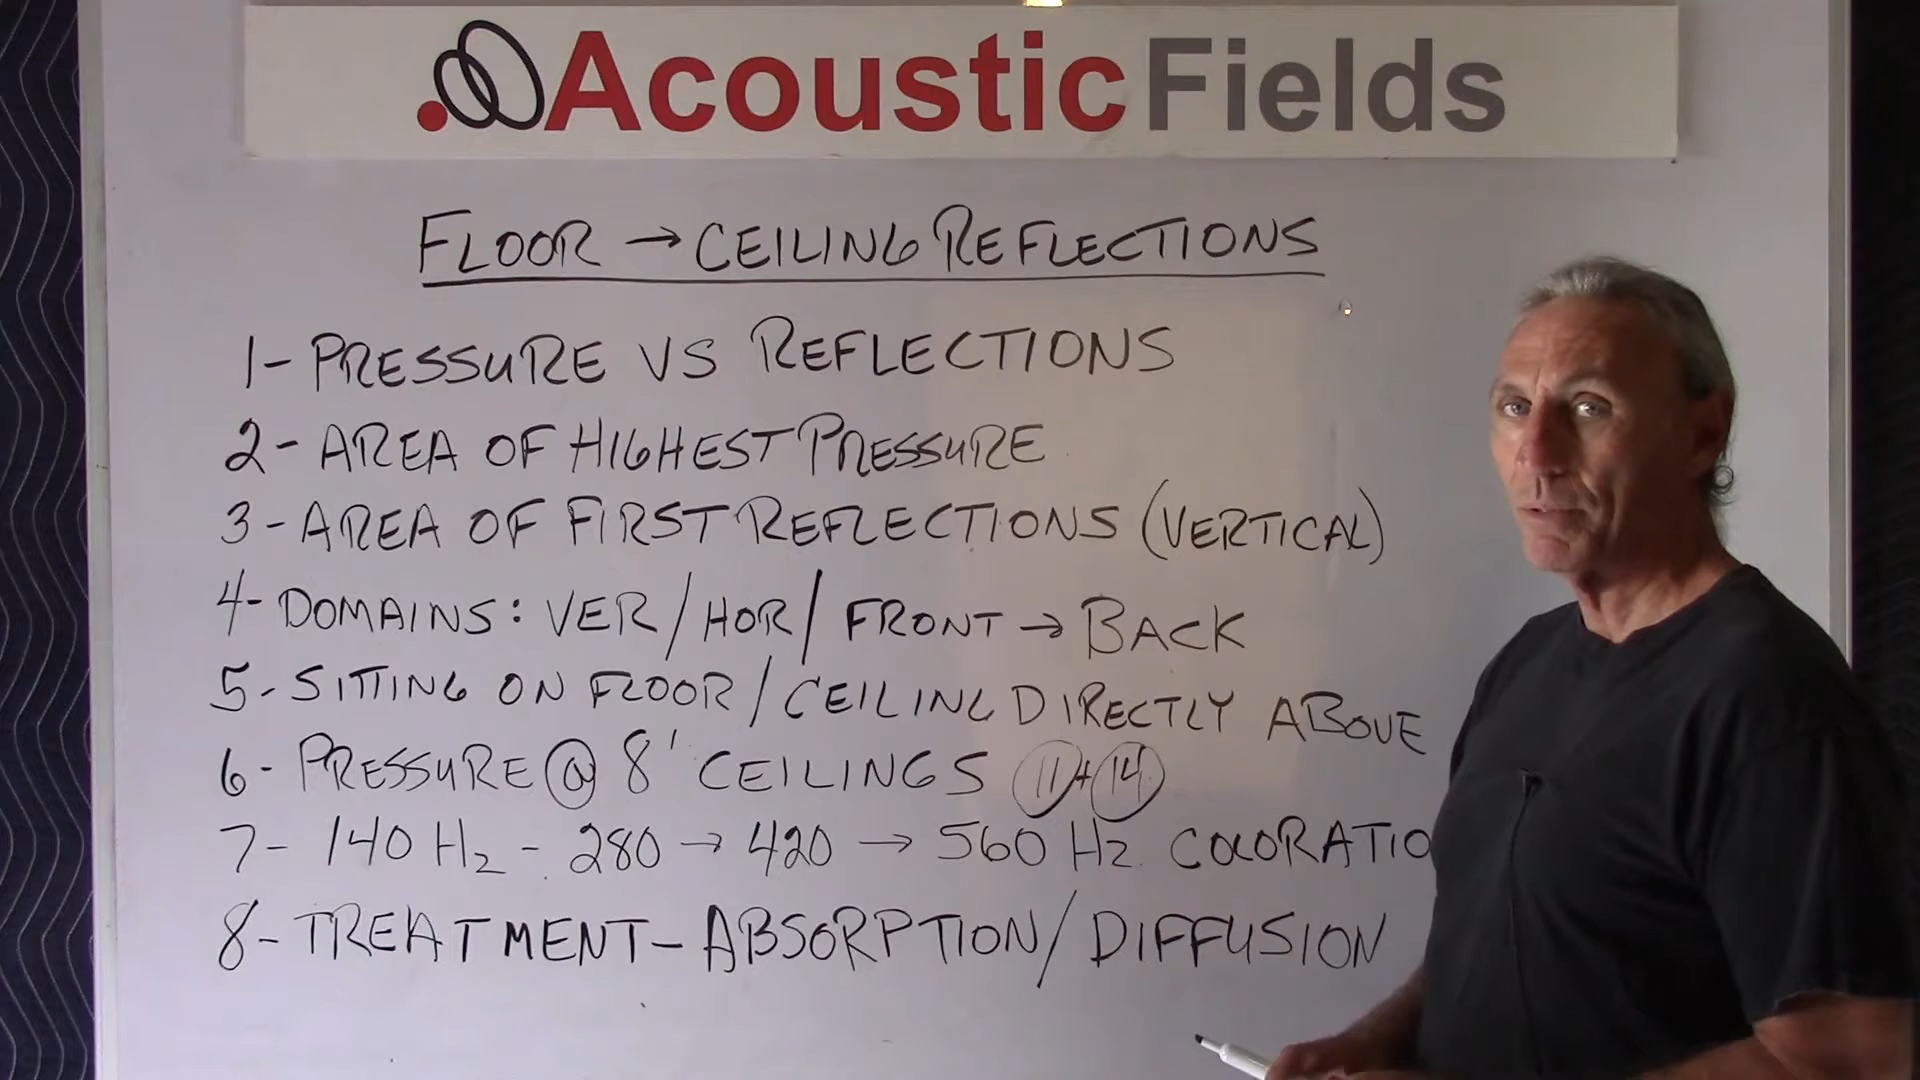 AcousticFields
FLOOR → CEILING REFLECTIONS
1- PRESSURE VS REFLECTIONS
2- AREA OF HIGHEST PRESSURE
3- AREA OF FIRST REFLECTIONS (VERTICAL)
4- DOMAINS: VER/HOR/FRONT → BACK
5- SITTING ON FLOOR/CEILING DIRECTLY ABOVE
6- PRESSURE @ 8' CEILINGS 11+14
7- 140 Hz - 280 → 420 → 560 Hz. COLORATIO
8- TREATMENT- ABSORPTION/DIFFUSION